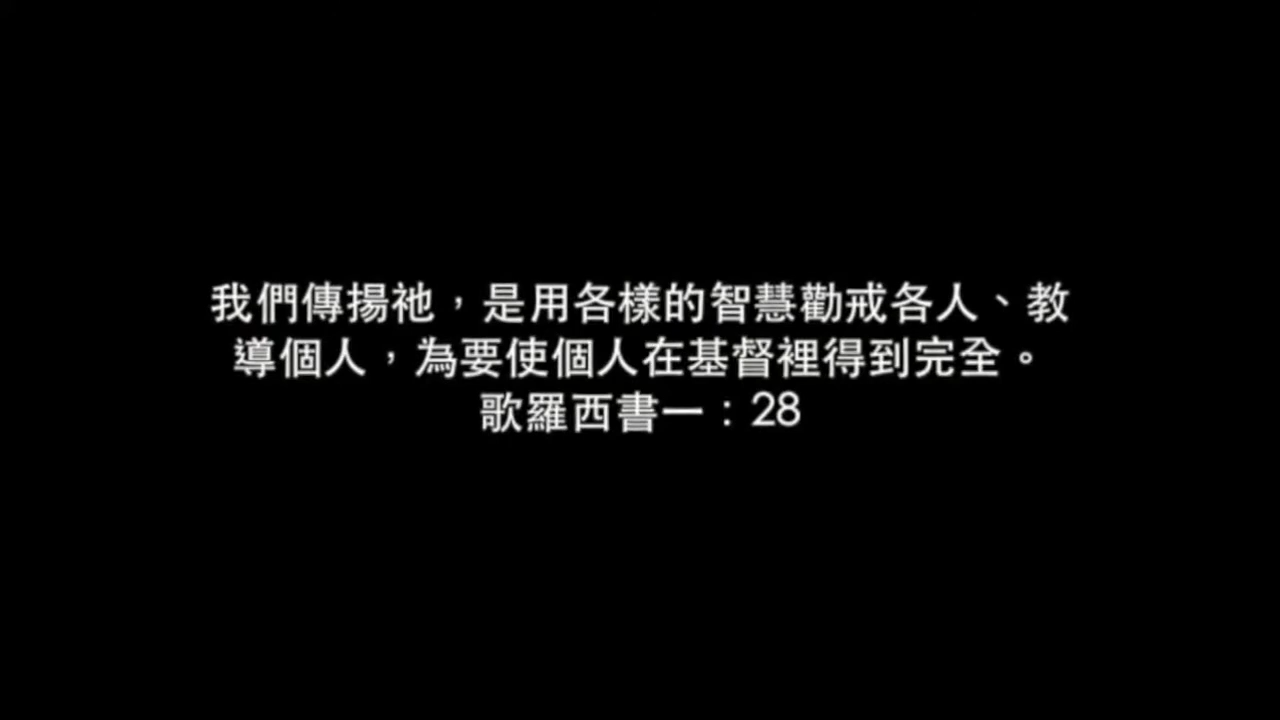 我們傳揚祂，是用各樣的智慧勸戒各人、教
導個人，為要使個人在基督裡得到完全。
歌羅西書一：28